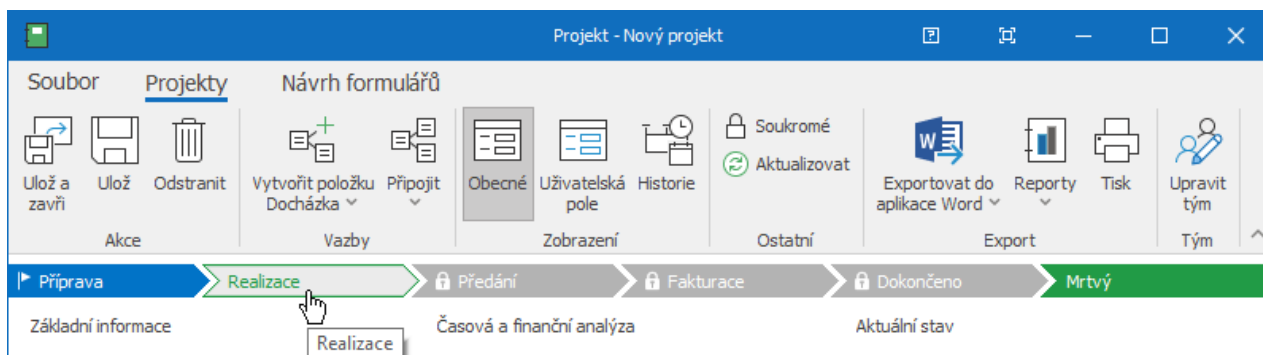 Projekt - Nový projekt
Soubor Projekty Návrh formulářů
Ulož a zavři
Ulož
Odstranit
Vytvořit položku Docházka
Připojit
Obecné
Uživatelská pole
Historie
Soukromé
Aktualizovat
W
Exportovat do aplikace Word
Reporty
Tisk
Upravit tým
Akce Vazby Zobrazení Ostatní Export Tým
Příprava Realizace Předání Fakturace Dokončeno Mrtvý
Základní informace Časová a finanční analýza Aktuální stav
Realizace